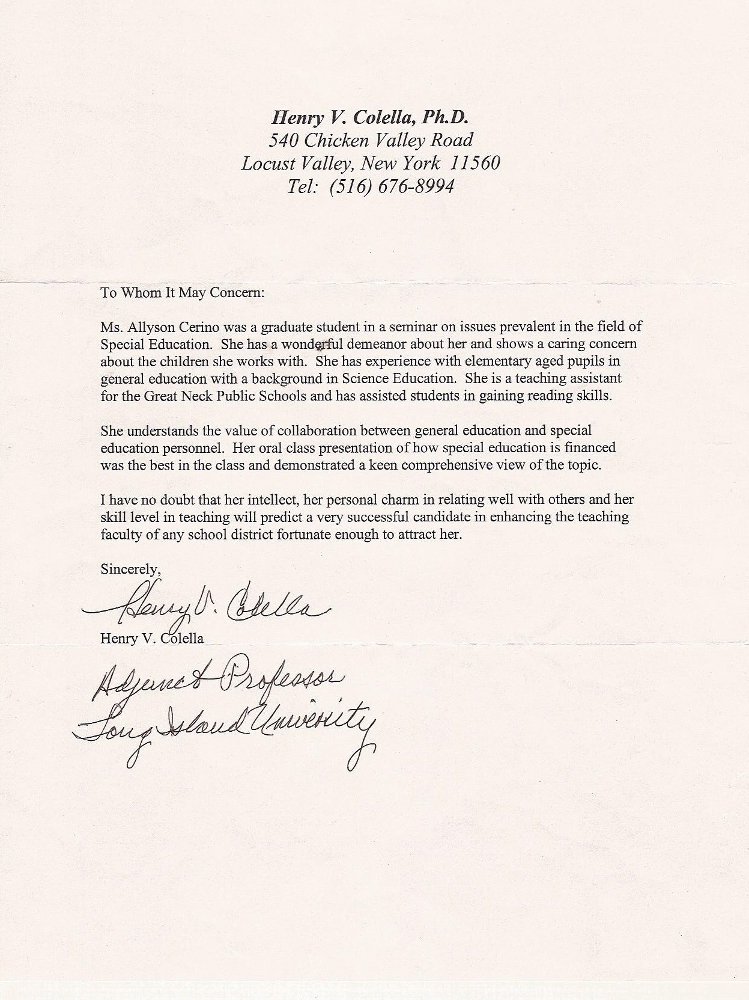 Henry V. Colella, Ph.D.
540 Chicken Valley Road
Locust Valley, New York 11560
Tel: (516) 676-8994
To Whom It May Concern:
Ms. Allyson Cerino was a graduate student in a seminar on issues prevalent in the field of
Special Education. She has a wonderful demeanor about her and shows a caring concern
about the children she works with. She has experience with elementary aged pupils in
general education with a background in Science Education. She is a teaching assistant
for the Great Neck Public Schools and has assisted students in gaining reading skills.
She understands the value of collaboration between general education and special
education personnel. Her oral class presentation of how special education is financed
was the best in the class and demonstrated a keen comprehensive view of the topic.
I have no doubt that her intellect, her personal charm in relating well with others and her
skill level in teaching will predict a very successful candidate in enhancing the teaching
faculty of any school district fortunate enough to attract her.
Sincerely,
Henry V. Colella
Henry V. Colella
Adjunct Professor
Long Island University